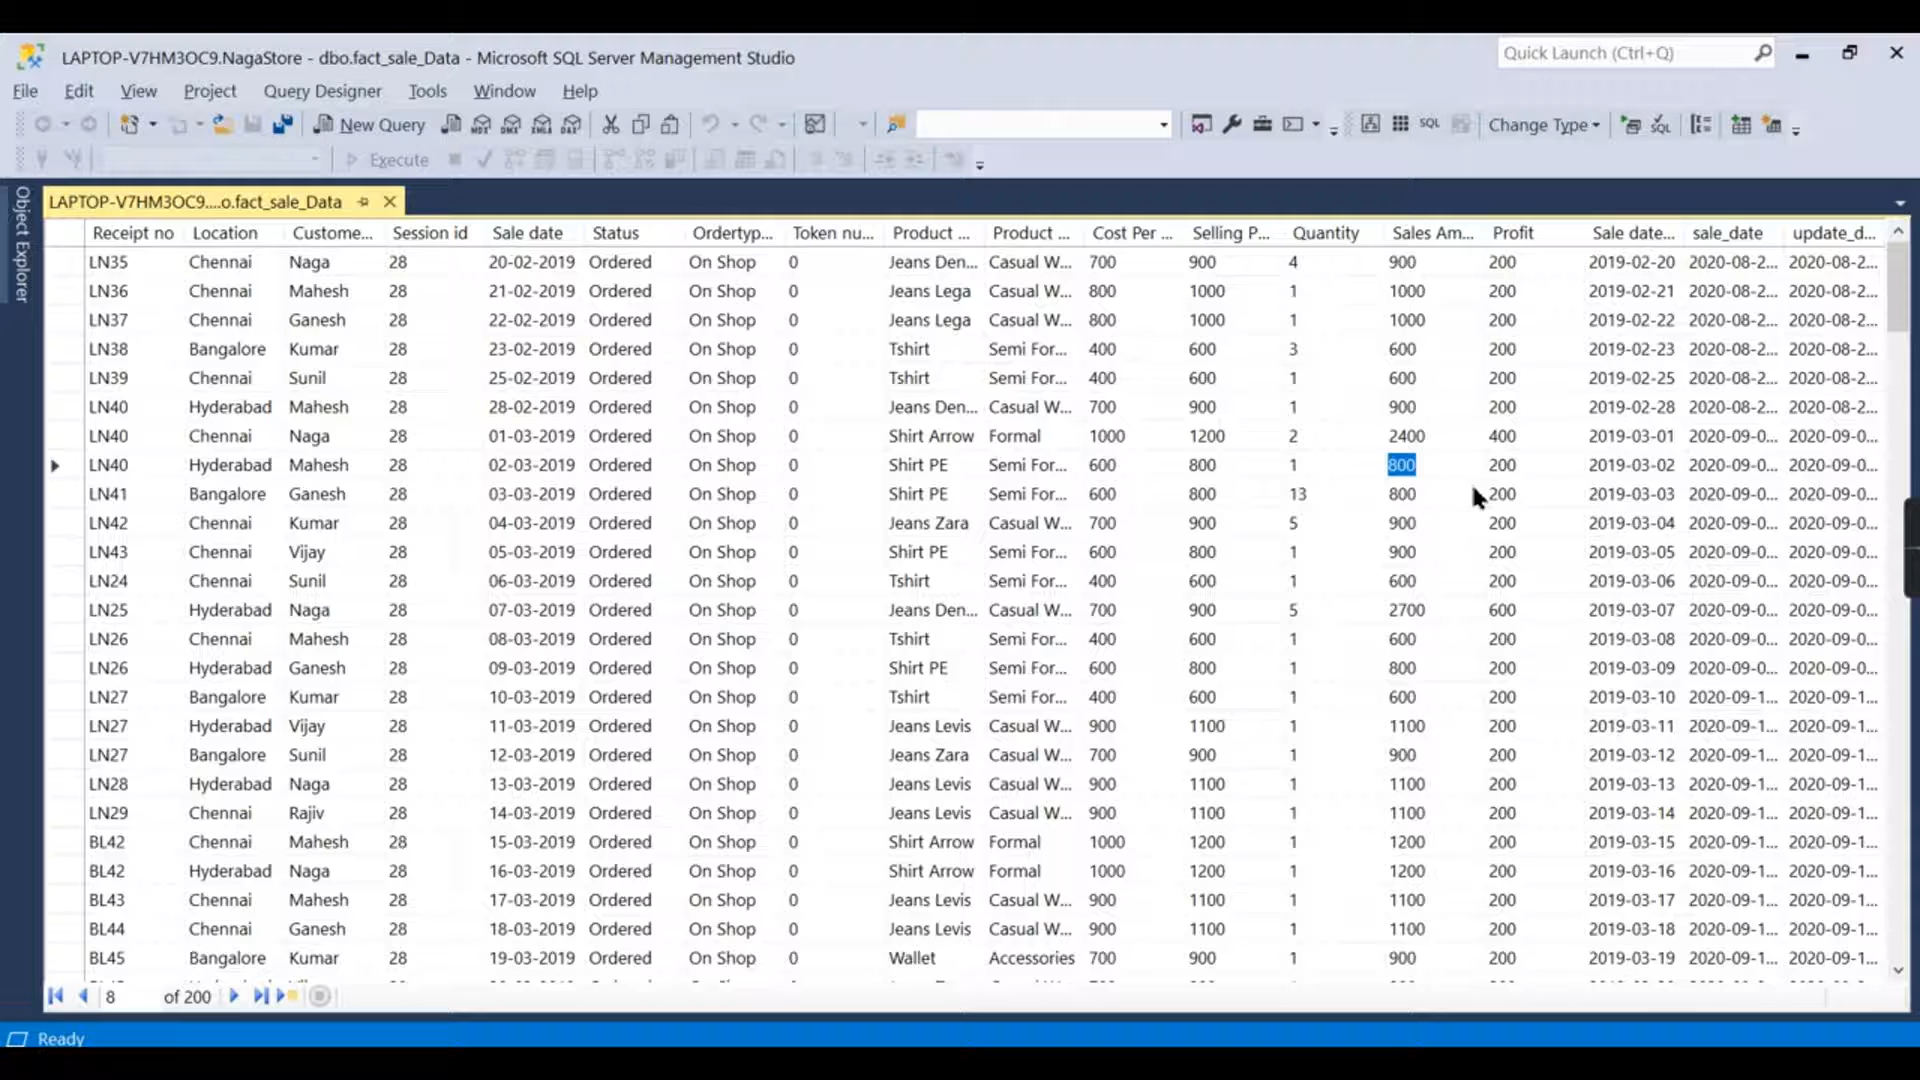 LAPTOP-V7HM3OC9.NagaStore - dbo.fact_sale_Data - Microsoft SQL Server Management Studio
Quick Launch (Ctrl+Q)
File Edit View Project Query Designer Tools Window Help
New Query SQL Change Type
Execute
Object Explorer
LAPTOP-V7HM3OC9....o.fact_sale_Data
Receipt no Location Custome... Session id Sale date Status Ordertyp... Token nu... Product ... Product ... Cost Per ... Selling P... Quantity Sales Am... Profit Sale date... sale_date update_d...
LN35 Chennai Naga 28 20-02-2019 Ordered On Shop 0 Jeans Den... Casual W... 700 900 4 900 200 2019-02-20 2020-08-2... 2020-08-2...
LN36 Chennai Mahesh 28 21-02-2019 Ordered On Shop 0 Jeans Lega Casual W... 800 1000 1 1000 200 2019-02-21 2020-08-2... 2020-08-2...
LN37 Chennai Ganesh 28 22-02-2019 Ordered On Shop 0 Jeans Lega Casual W... 800 1000 1 1000 200 2019-02-22 2020-08-2... 2020-08-2...
LN38 Bangalore Kumar 28 23-02-2019 Ordered On Shop 0 Tshirt Semi For... 400 600 3 600 200 2019-02-23 2020-08-2... 2020-08-2...
LN39 Chennai Sunil 28 25-02-2019 Ordered On Shop 0 Tshirt Semi For... 400 600 1 600 200 2019-02-25 2020-08-2... 2020-08-2...
LN40 Hyderabad Mahesh 28 28-02-2019 Ordered On Shop 0 Jeans Den... Casual W... 700 900 1 900 200 2019-02-28 2020-08-2... 2020-08-2...
LN40 Chennai Naga 28 01-03-2019 Ordered On Shop 0 Shirt Arrow Formal 1000 1200 2 2400 400 2019-03-01 2020-09-0... 2020-09-0...
LN40 Hyderabad Mahesh 28 02-03-2019 Ordered On Shop 0 Shirt PE Semi For... 600 800 1 800 200 2019-03-02 2020-09-0... 2020-09-0...
LN41 Bangalore Ganesh 28 03-03-2019 Ordered On Shop 0 Shirt PE Semi For... 600 800 13 800 200 2019-03-03 2020-09-0... 2020-09-0...
LN42 Chennai Kumar 28 04-03-2019 Ordered On Shop 0 Jeans Zara Casual W... 700 900 5 900 200 2019-03-04 2020-09-0... 2020-09-0...
LN43 Chennai Vijay 28 05-03-2019 Ordered On Shop 0 Shirt PE Semi For... 600 800 1 900 200 2019-03-05 2020-09-0... 2020-09-0...
LN24 Chennai Sunil 28 06-03-2019 Ordered On Shop 0 Tshirt Semi For... 400 600 1 600 200 2019-03-06 2020-09-0... 2020-09-0...
LN25 Hyderabad Naga 28 07-03-2019 Ordered On Shop 0 Jeans Den... Casual W... 700 900 5 2700 600 2019-03-07 2020-09-0... 2020-09-0...
LN26 Chennai Mahesh 28 08-03-2019 Ordered On Shop 0 Tshirt Semi For... 400 600 1 600 200 2019-03-08 2020-09-0... 2020-09-0...
LN26 Hyderabad Ganesh 28 09-03-2019 Ordered On Shop 0 Shirt PE Semi For... 600 800 1 800 200 2019-03-09 2020-09-0... 2020-09-0...
LN27 Bangalore Kumar 28 10-03-2019 Ordered On Shop 0 Tshirt Semi For... 400 600 1 600 200 2019-03-10 2020-09-1... 2020-09-1...
LN27 Hyderabad Vijay 28 11-03-2019 Ordered On Shop 0 Jeans Levis Casual W... 900 1100 1 1100 200 2019-03-11 2020-09-1... 2020-09-1...
LN27 Bangalore Sunil 28 12-03-2019 Ordered On Shop 0 Jeans Zara Casual W... 700 900 1 900 200 2019-03-12 2020-09-1... 2020-09-1...
LN28 Hyderabad Naga 28 13-03-2019 Ordered On Shop 0 Jeans Levis Casual W... 900 1100 1 1100 200 2019-03-13 2020-09-1... 2020-09-1...
LN29 Chennai Rajiv 28 14-03-2019 Ordered On Shop 0 Jeans Levis Casual W... 900 1100 1 1100 200 2019-03-14 2020-09-1... 2020-09-1...
BL42 Chennai Mahesh 28 15-03-2019 Ordered On Shop 0 Shirt Arrow Formal 1000 1200 1 1200 200 2019-03-15 2020-09-1... 2020-09-1...
BL42 Hyderabad Naga 28 16-03-2019 Ordered On Shop 0 Shirt Arrow Formal 1000 1200 1 1200 200 2019-03-16 2020-09-1... 2020-09-1...
BL43 Chennai Mahesh 28 17-03-2019 Ordered On Shop 0 Jeans Levis Casual W... 900 1100 1 1100 200 2019-03-17 2020-09-1... 2020-09-1...
BL44 Chennai Ganesh 28 18-03-2019 Ordered On Shop 0 Jeans Levis Casual W... 900 1100 1 1100 200 2019-03-18 2020-09-1... 2020-09-1...
BL45 Bangalore Kumar 28 19-03-2019 Ordered On Shop 0 Wallet Accessories 700 900 1 900 200 2019-03-19 2020-09-1... 2020-09-1...
8 of 200
Ready